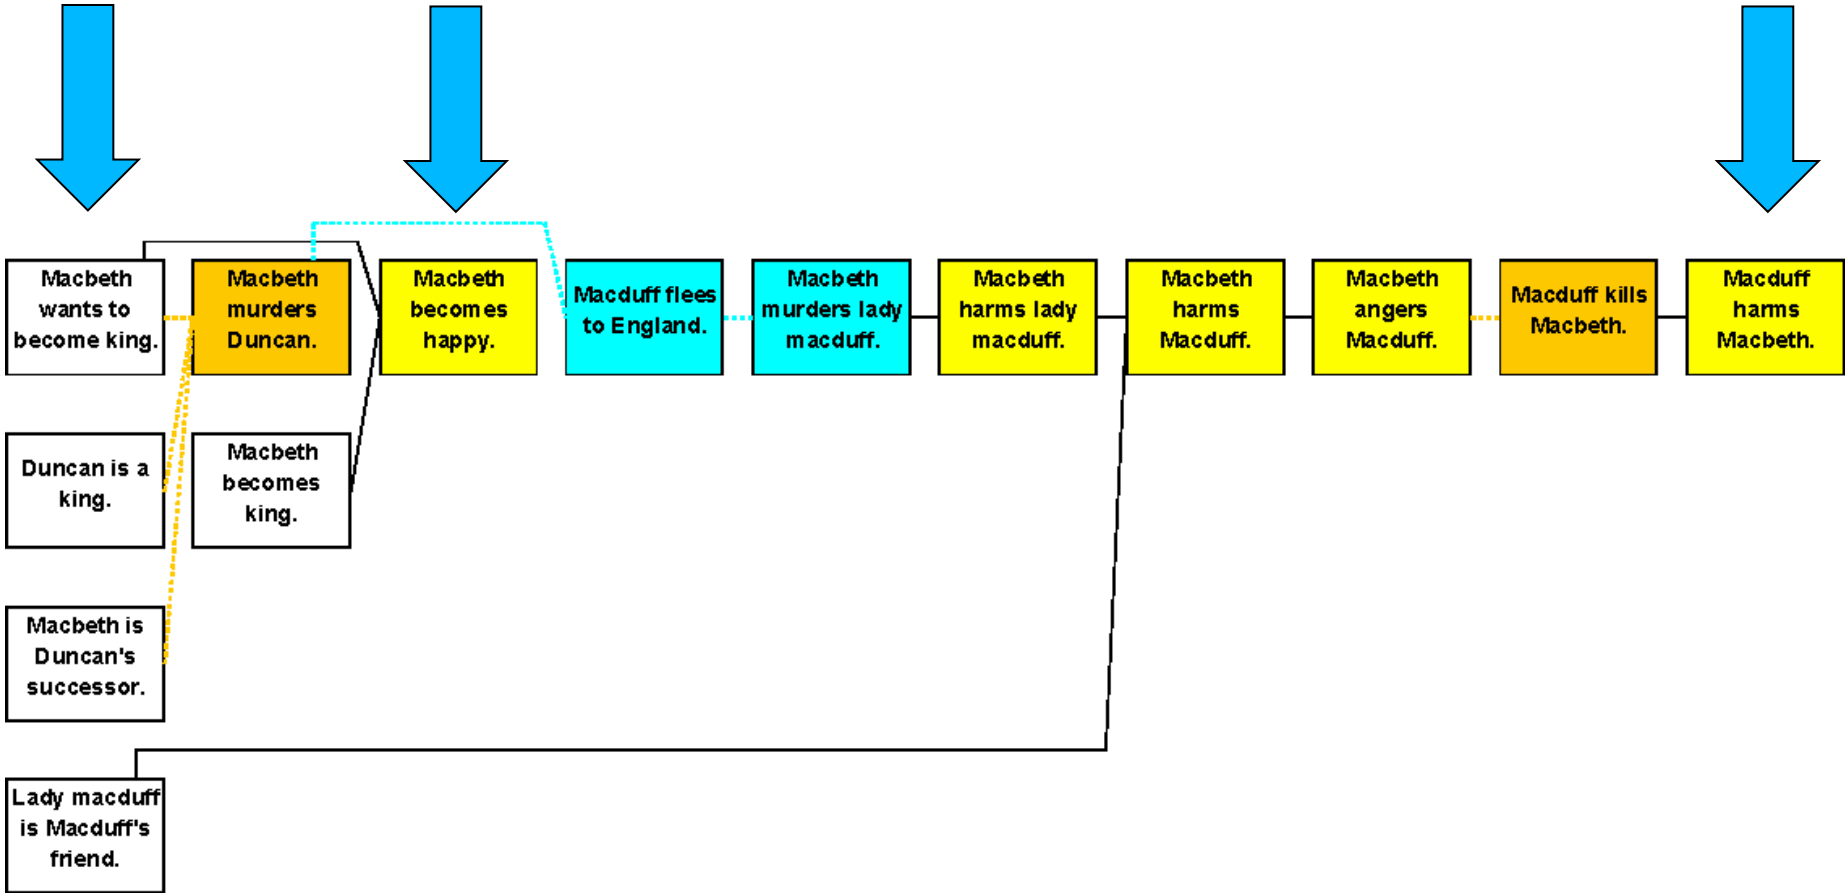 Macbeth
wants to
become king.
Macbeth
murders
Duncan.
Macbeth
becomes
happy.
Macduff flees
to England.
Macbeth
murders lady
macduff.
Macbeth
harms lady
macduff.
Macbeth
harms
Macduff.
Macbeth
angers
Macduff.
Macduff kills
Macbeth.
Macduff
harms
Macbeth.
Duncan is a
king.
Macbeth
becomes
king.
Macbeth is
Duncan's
successor.
Lady macduff
is Macduff's
friend.